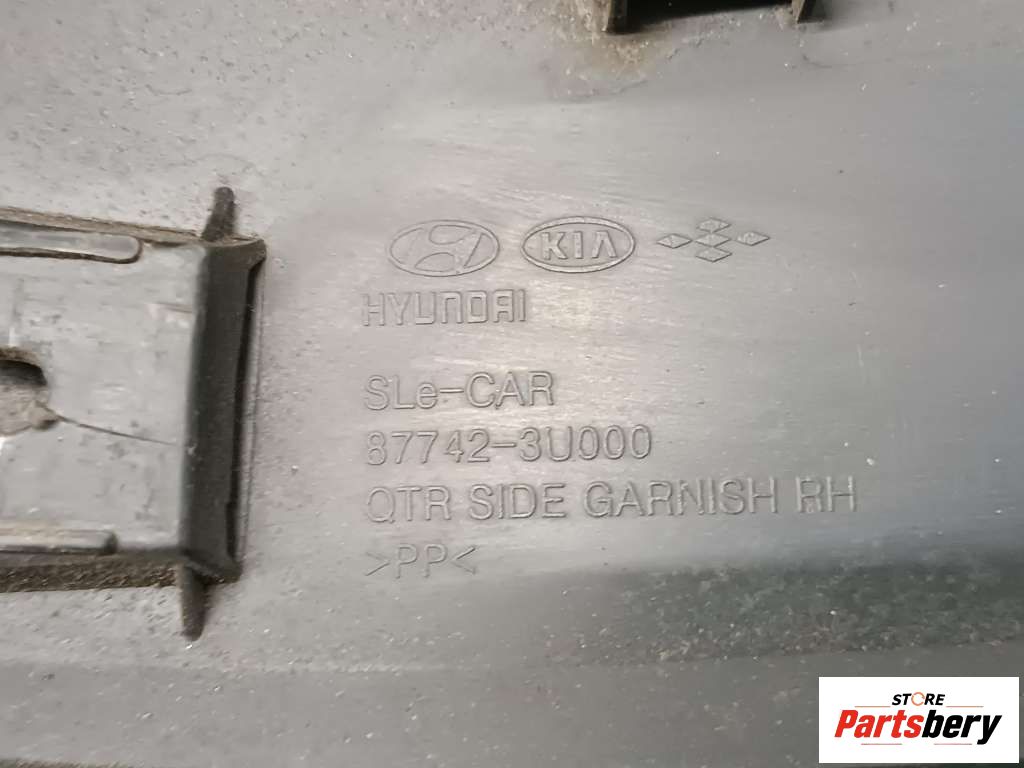 KIA
HYUNDAI
SLe-CAR
87742-3U000
QTR SIDE GARNISH RH
>PP<
STORE
Partsbery